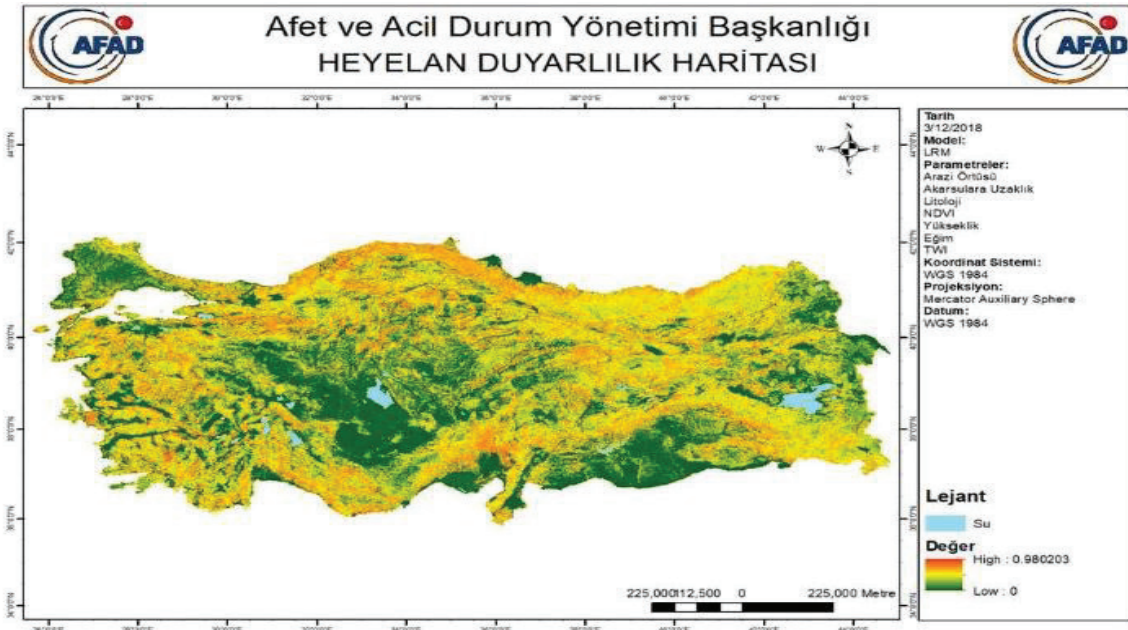 AFAD
Afet ve Acil Durum Yönetimi Başkanlığı
HEYELAN DUYARLILIK HARİTASI
AFAD
N
W E
S
Tarih
3/12/2018
Model:
LRM
Parametreler:
Arazi Örtüsü
Akarsulara Uzaklık
Litoloji
NDVI
Yükseklik
Eğim
TWI
Koordinat Sistemi:
WGS 1984
Projeksiyon:
Mercator Auxiliary Sphere
Datum:
WGS 1984
Lejant
Su
Değer
High : 0.980203
Low : 0
225,000 112,500 0 225,000 Metre